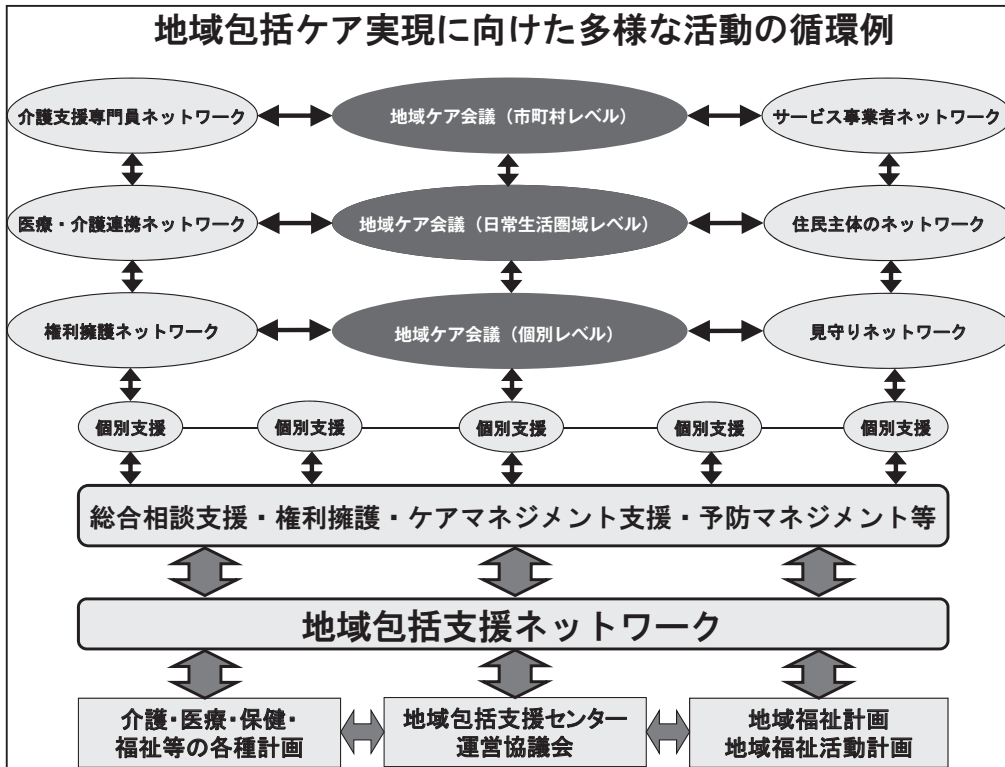 地域包括ケア実現に向けた多様な活動の循環例
介護支援専門員ネットワーク
地域ケア会議（市町村レベル）
サービス事業者ネットワーク
医療・介護連携ネットワーク
地域ケア会議（日常生活圏域レベル）
住民主体のネットワーク
権利擁護ネットワーク
地域ケア会議（個別レベル）
見守りネットワーク
個別支援
個別支援
個別支援
個別支援
個別支援
総合相談支援・権利擁護・ケアマネジメント支援・予防マネジメント等
地域包括支援ネットワーク
介護・医療・保健・
福祉等の各種計画
地域包括支援センター
運営協議会
地域福祉計画
地域福祉活動計画